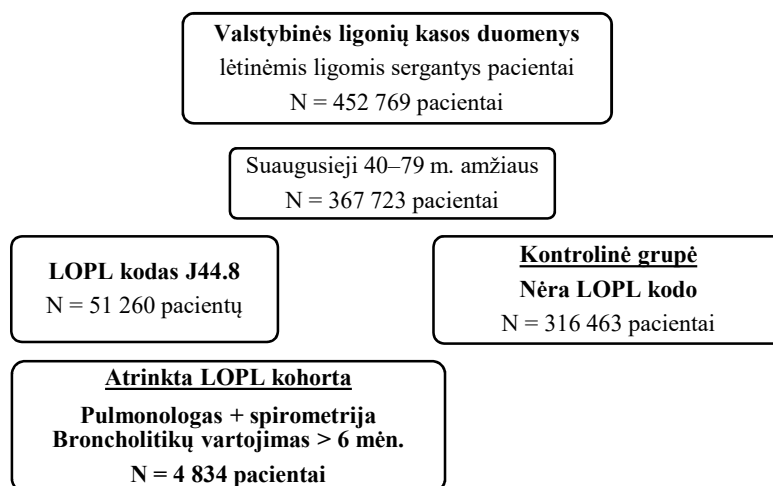 Valstybinės ligonių kasos duomenys
lėtinėmis ligomis sergantys pacientai
N = 452 769 pacientai
Suaugusieji 40–79 m. amžiaus
N = 367 723 pacientai
LOPL kodas J44.8
N = 51 260 pacientų
Kontrolinė grupė
Nėra LOPL kodo
N = 316 463 pacientai
Atrinkta LOPL kohorta
Pulmonologas + spirometrija
Broncholitikų vartojimas > 6 mėn.
N = 4 834 pacientai